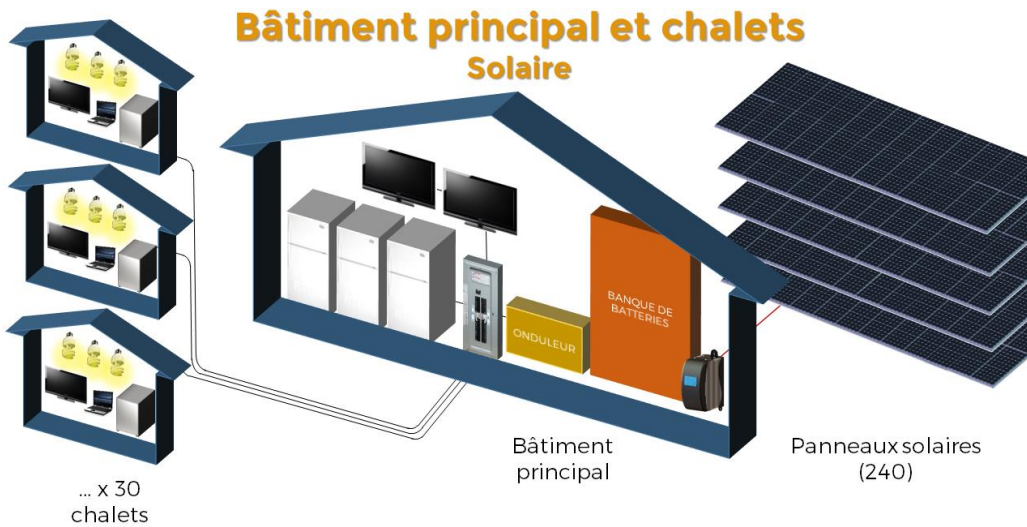 Bâtiment principal et chalets
Solaire
BANQUE DE
BATTERIES
ONDULEUR
Bâtiment
principal
Panneaux solaires
(240)
... x 30
chalets